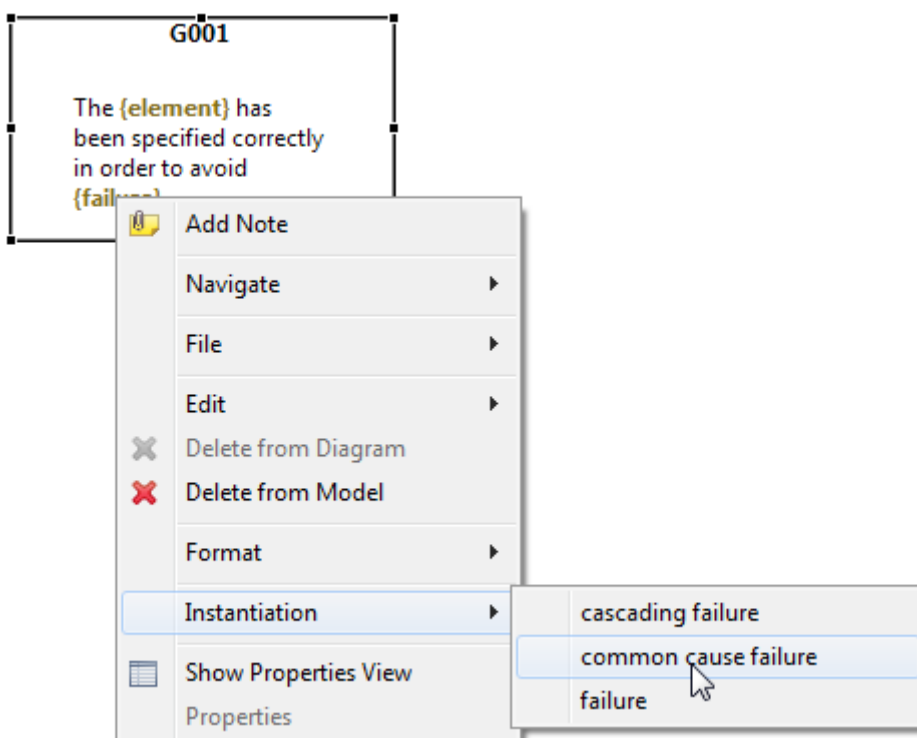 G001
The {element} has
been specified correctly
in order to avoid
{failure}
Add Note
Navigate
File
Edit
Delete from Diagram
Delete from Model
Format
Instantiation
cascading failure
common cause failure
failure
Show Properties View
Properties